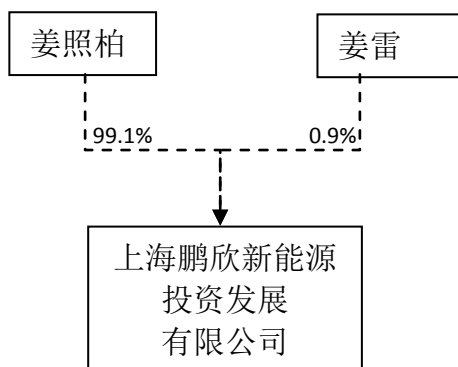 姜照柏
姜雷
99.1%
0.9%
上海鹏欣新能源
投资发展
有限公司